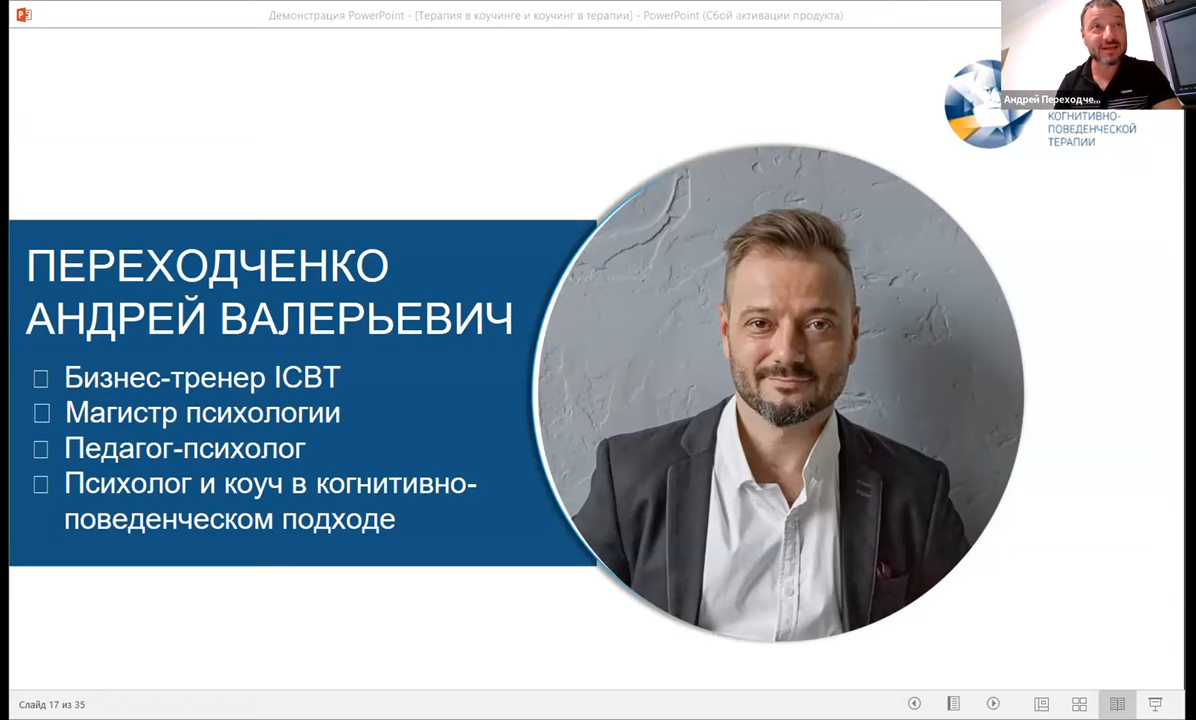 Демонстрация PowerPoint - [Терапия в коучинге и коучинг в терапии] - PowerPoint (Сбой активации продукта)
Андрей Переходче...
КОГНИТИВНО-
ПОВЕДЕНЧЕСКОЙ
ТЕРАПИИ
ПЕРЕХОДЧЕНКО
АНДРЕЙ ВАЛЕРЬЕВИЧ
Бизнес-тренер ICBT
Магистр психологии
Педагог-психолог
Психолог и коуч в когнитивно-
поведенческом подходе
Слайд 17 из 35